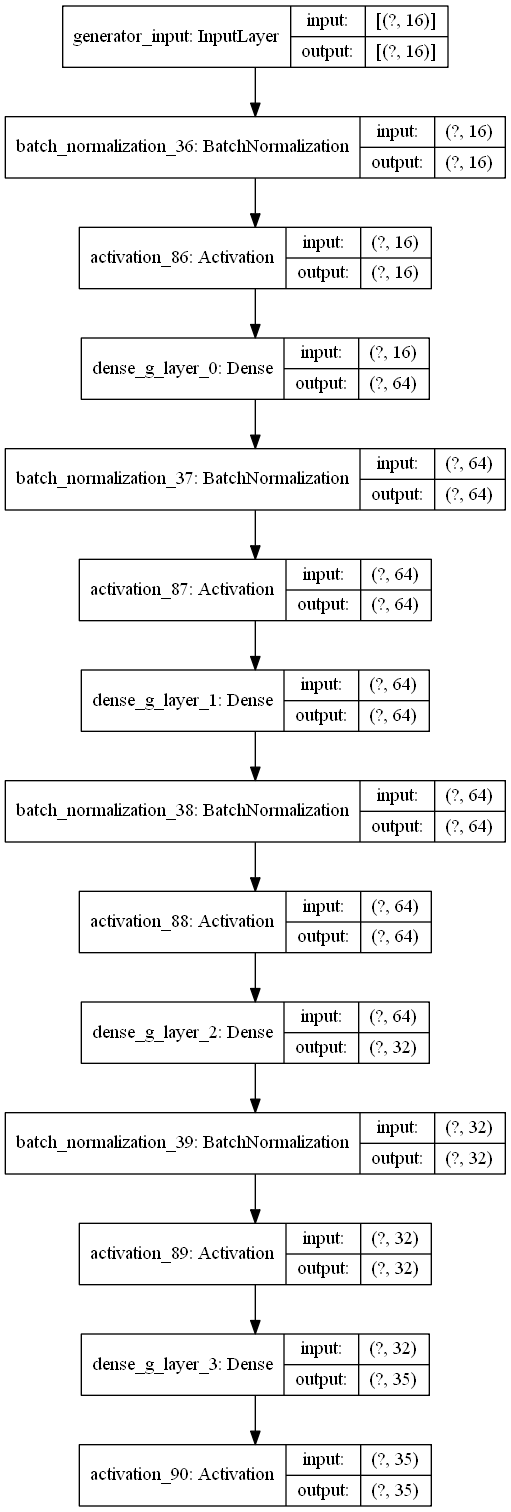 generator_input: InputLayer
input: [(?, 16)]
output: [(?, 16)]
batch_normalization_36: BatchNormalization
input: (?, 16)
output: (?, 16)
activation_86: Activation
input: (?, 16)
output: (?, 16)
dense_g_layer_0: Dense
input: (?, 16)
output: (?, 64)
batch_normalization_37: BatchNormalization
input: (?, 64)
output: (?, 64)
activation_87: Activation
input: (?, 64)
output: (?, 64)
dense_g_layer_1: Dense
input: (?, 64)
output: (?, 64)
batch_normalization_38: BatchNormalization
input: (?, 64)
output: (?, 64)
activation_88: Activation
input: (?, 64)
output: (?, 64)
dense_g_layer_2: Dense
input: (?, 64)
output: (?, 32)
batch_normalization_39: BatchNormalization
input: (?, 32)
output: (?, 32)
activation_89: Activation
input: (?, 32)
output: (?, 32)
dense_g_layer_3: Dense
input: (?, 32)
output: (?, 35)
activation_90: Activation
input: (?, 35)
output: (?, 35)